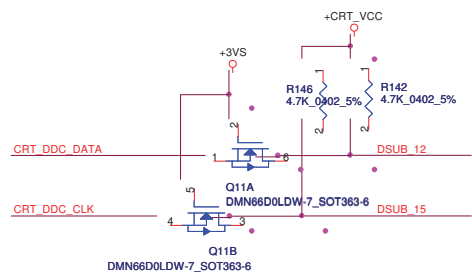 +CRT_VCC
+3VS
1
1
R146
4.7K_0402_5%
R142
4.7K_0402_5%
2
2
2
CRT_DDC_DATA
1
6
DSUB_12
Q11A
DMN66D0LDW-7_SOT363-6
5
CRT_DDC_CLK
4
3
DSUB_15
Q11B
DMN66D0LDW-7_SOT363-6